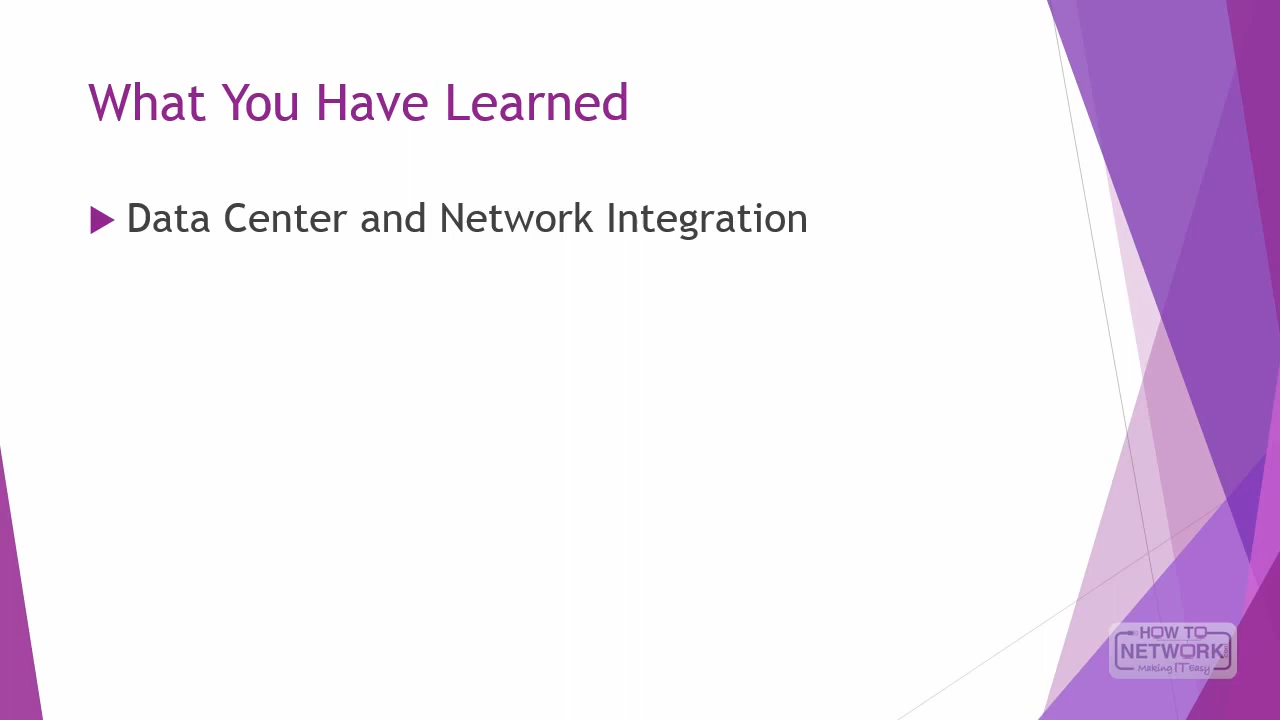 What You Have Learned
Data Center and Network Integration
HOW TO
NETWORK
Making IT Easy